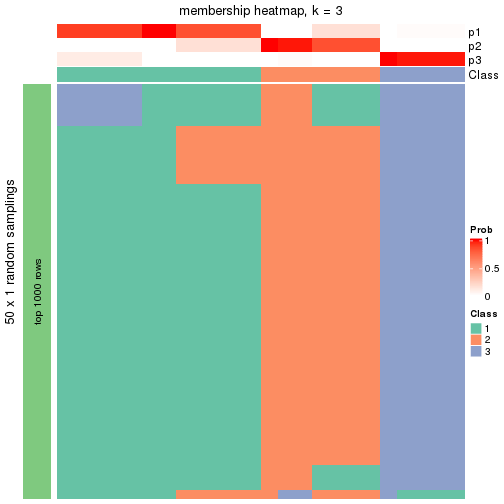 membership heatmap, k = 3
p1
p2
p3
Class
50 x 1 random samplings
top 1000 rows
Prob
1
0.5
0
Class
1
2
3